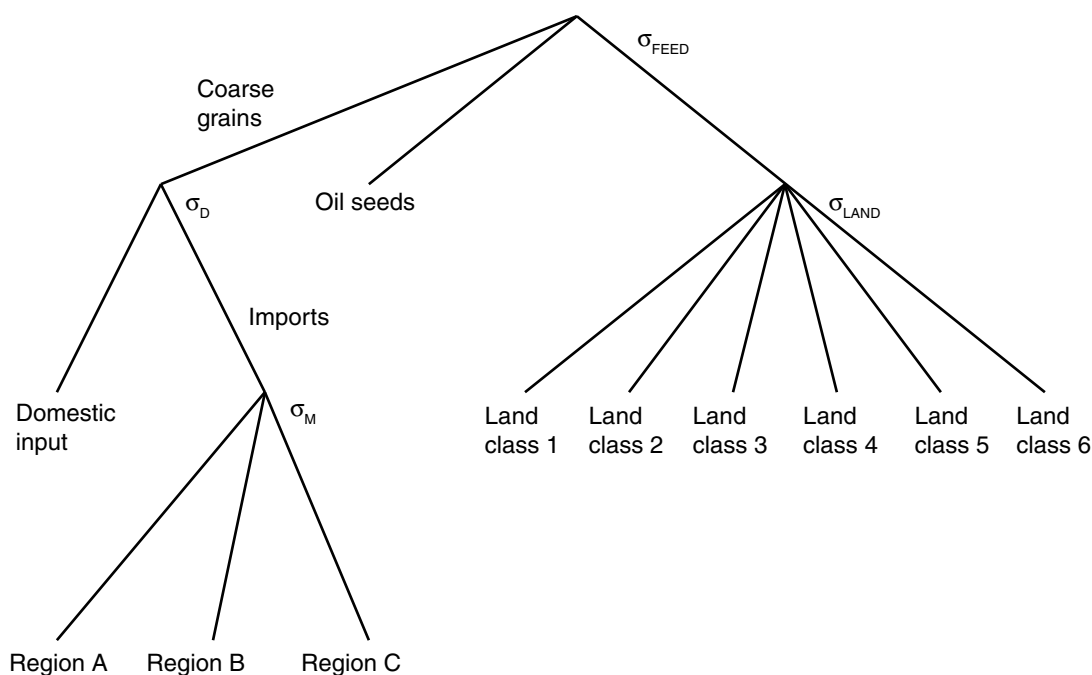 σFEED
Coarse
grains
σD
Oil seeds
σLAND
Imports
Domestic
input
σM
Land
class 1
Land
class 2
Land
class 3
Land
class 4
Land
class 5
Land
class 6
Region A
Region B
Region C